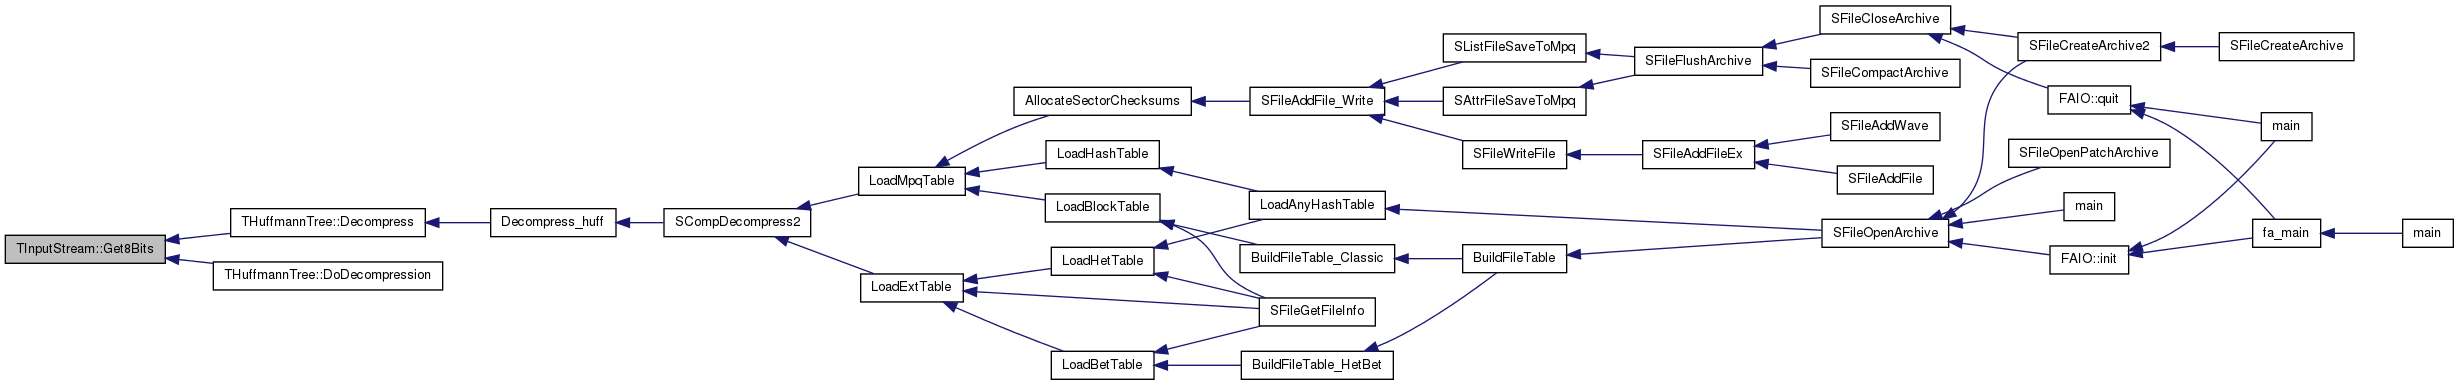 TInputStream::Get8Bits
THuffmannTree::Decompress
THuffmannTree::DoDecompression
Decompress_huff
SCompDecompress2
LoadMpqTable
LoadExtTable
AllocateSectorChecksums
LoadHashTable
LoadBlockTable
LoadHetTable
LoadBetTable
SFileAddFile_Write
LoadAnyHashTable
BuildFileTable_Classic
SFileGetFileInfo
BuildFileTable_HetBet
SListFileSaveToMpq
SAttrFileSaveToMpq
SFileWriteFile
BuildFileTable
SFileFlushArchive
SFileAddFileEx
SFileCloseArchive
SFileCompactArchive
SFileAddWave
SFileAddFile
SFileOpenArchive
SFileCreateArchive2
FAIO::quit
SFileOpenPatchArchive
main
FAIO::init
SFileCreateArchive
main
fa_main
main